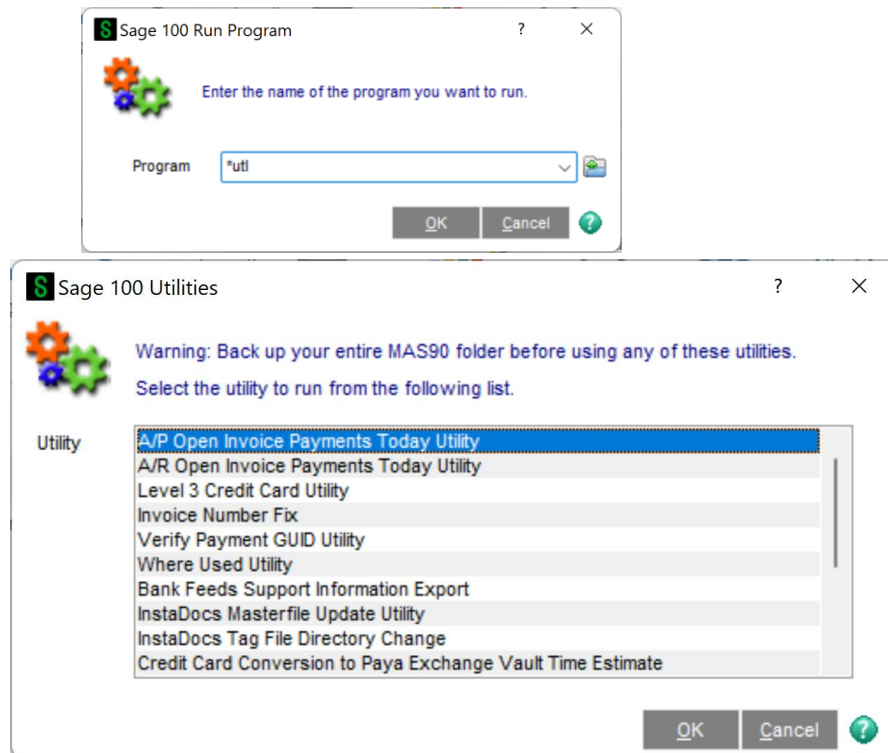 Sage 100 Run Program
Enter the name of the program you want to run.
Program *utl
OK Cancel
Sage 100 Utilities
Warning: Back up your entire MAS90 folder before using any of these utilities.
Select the utility to run from the following list.
Utility
A/P Open Invoice Payments Today Utility
A/R Open Invoice Payments Today Utility
Level 3 Credit Card Utility
Invoice Number Fix
Verify Payment GUID Utility
Where Used Utility
Bank Feeds Support Information Export
InstaDocs Masterfile Update Utility
InstaDocs Tag File Directory Change
Credit Card Conversion to Paya Exchange Vault Time Estimate
OK Cancel